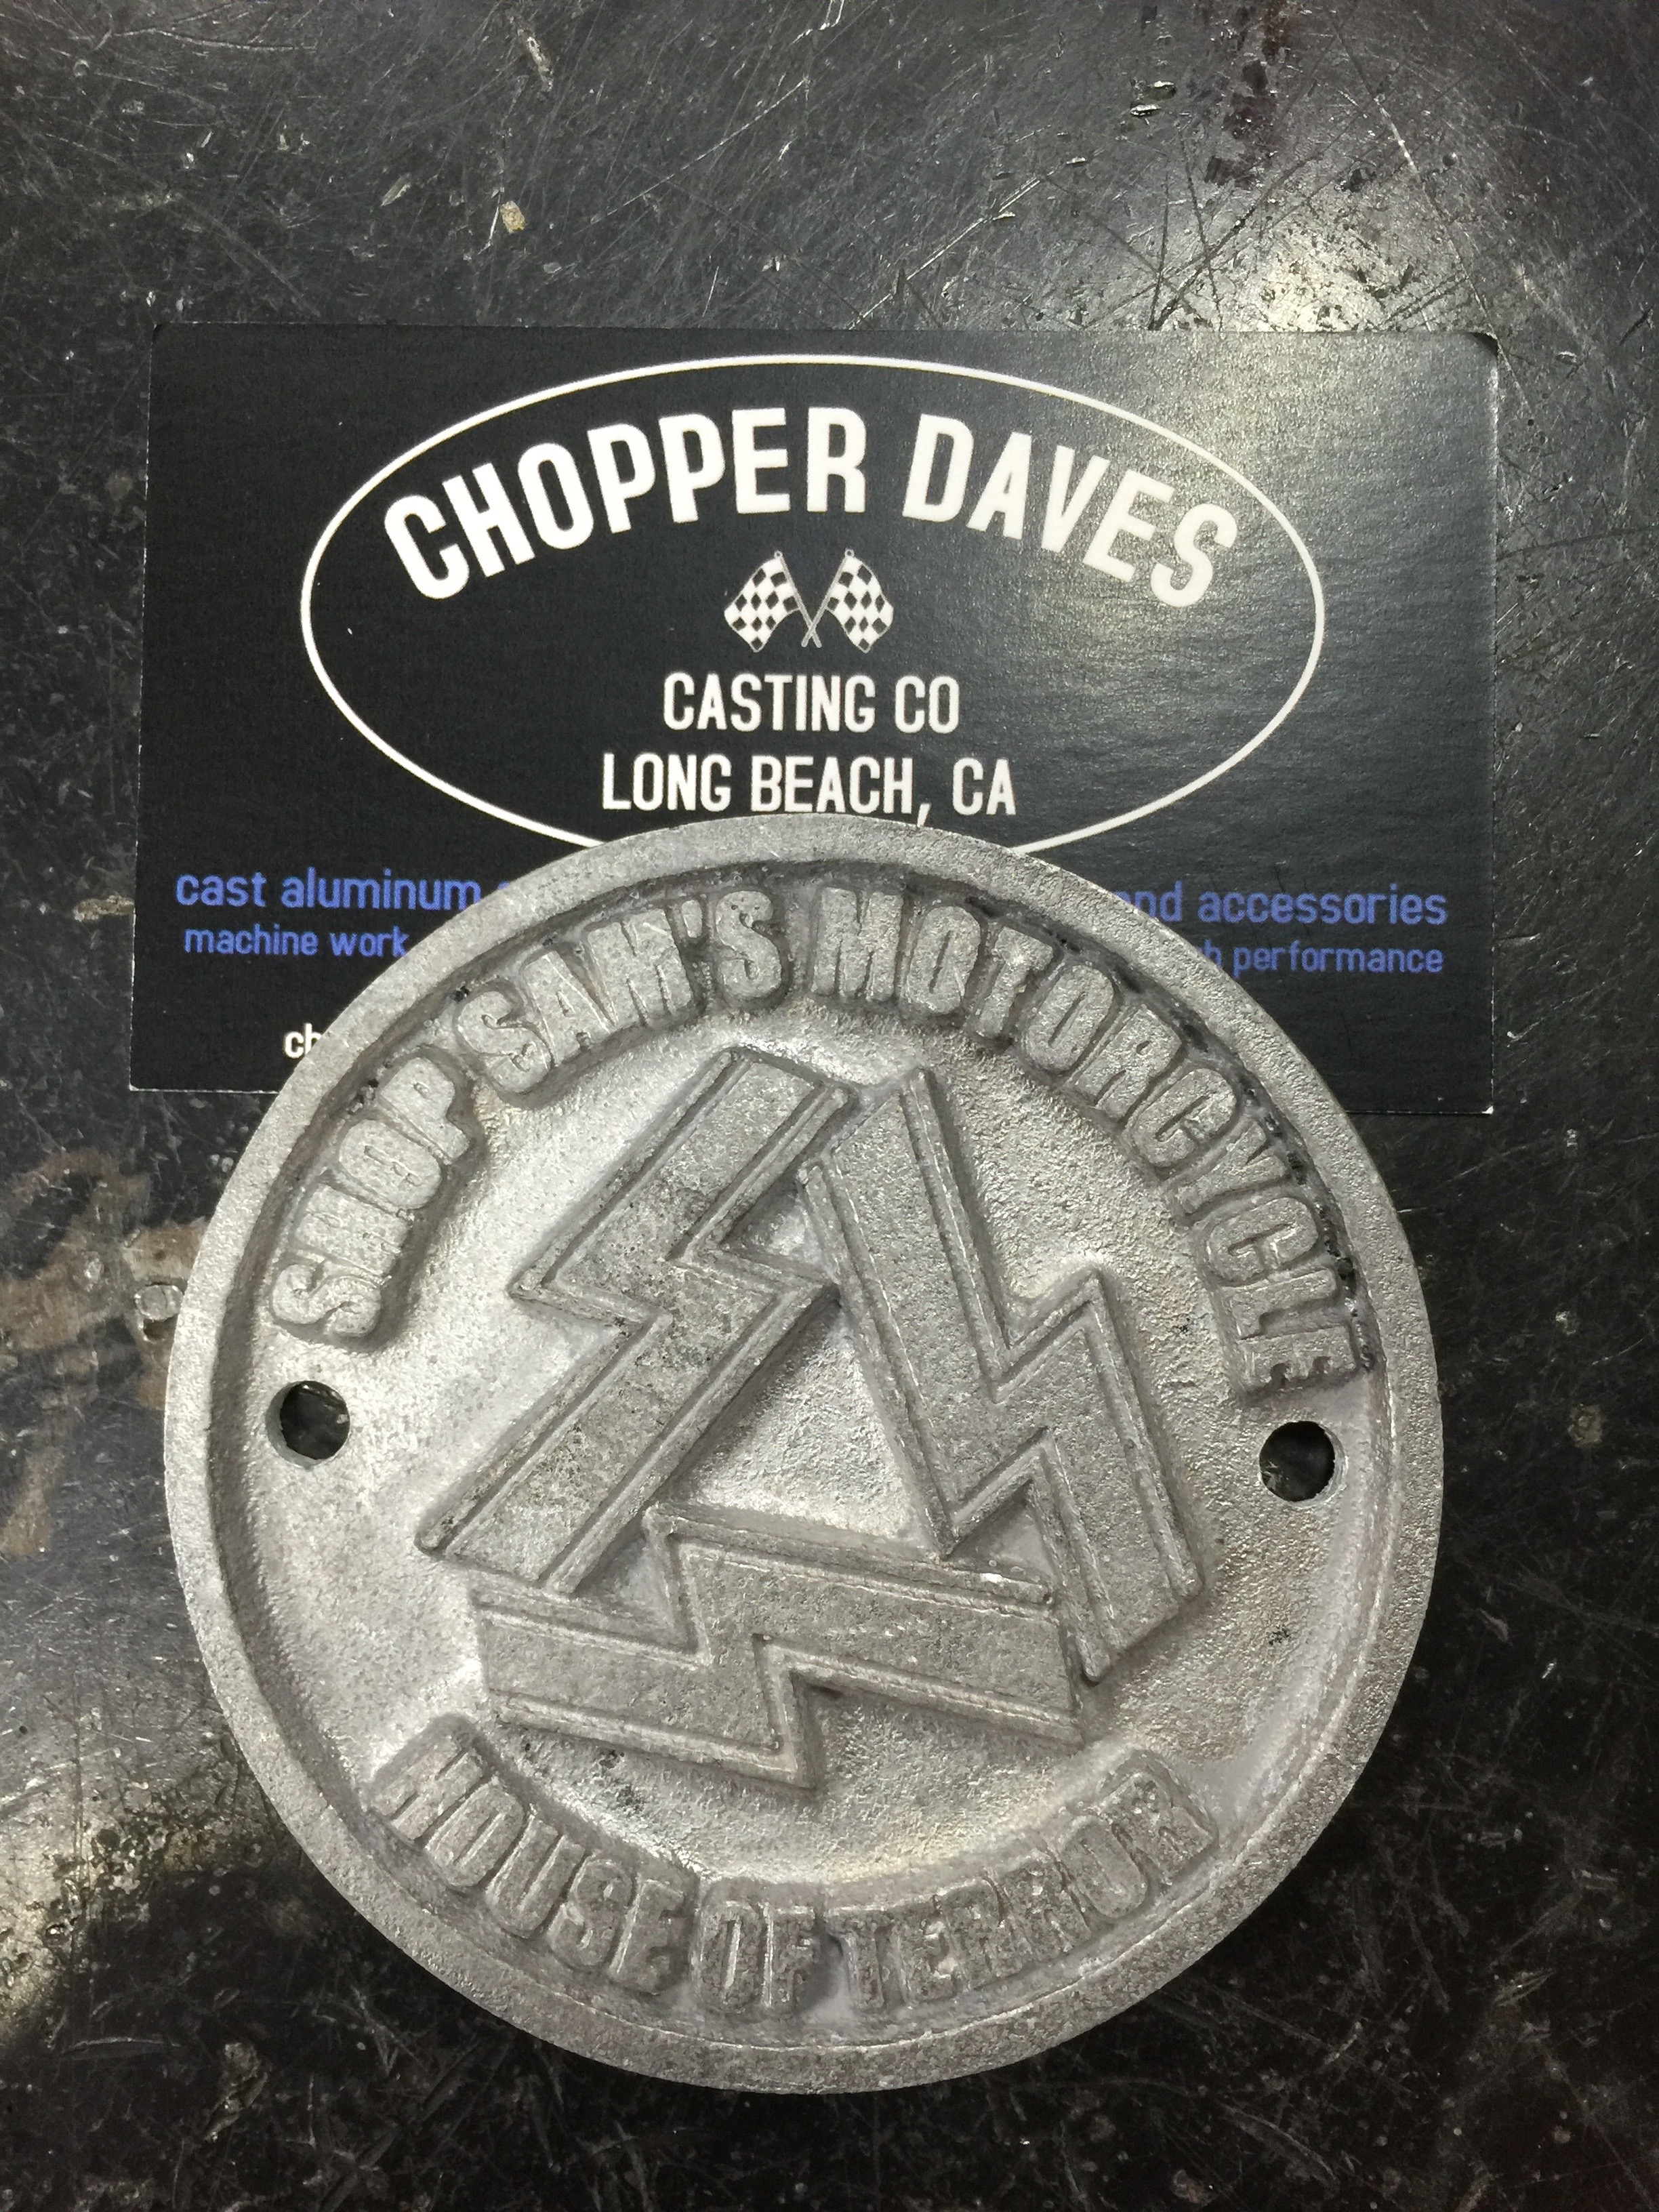 CHOPPER DAVES
CASTING CO
LONG BEACH, CA
cast aluminum and accessories
machine work performance
SHOP SAM'S MOTORCYCLE
HOUSE OF TERROR